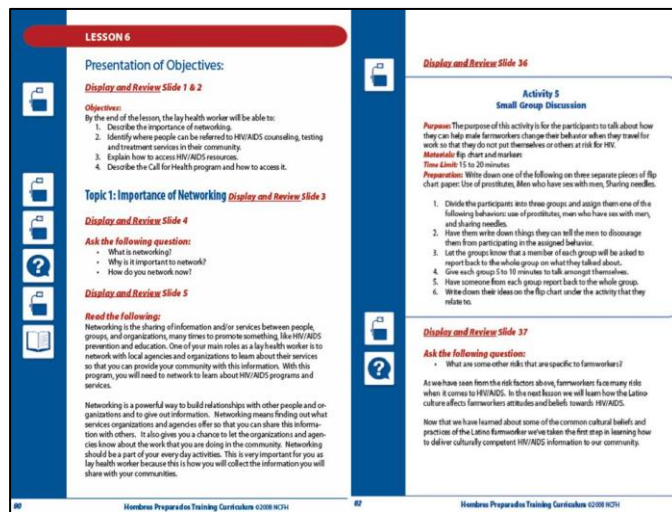 LESSON 6
Presentation of Objectives:
Display and Review Slide 1 & 2
Objectives:
By the end of the lesson, the lay health worker will be able to:
1. Describe the importance of networking.
2. Identify where people can be referred to HIV/AIDS counseling, testing
and treatment services in their community.
3. Explain how to access HIV/AIDS resources.
4. Describe the Call for Health program and how to access it.
Topic 1: Importance of Networking Display and Review Slide 3
Display and Review Slide 4
Ask the following question:
• What is networking?
• Why is it important to network?
• How do you network now?
Display and Review Slide 5
Read the following:
Networking is the sharing of information and/or services between people,
groups, and organizations, many times to promote something, like HIV/AIDS
prevention and education. One of your main roles as a lay health worker is to
network with local agencies and organizations to learn about their services
so that you can provide your community with this information. With this
program, you will need to network to learn about HIV/AIDS programs and
services.
Networking is a powerful way to build relationships with other people and or-
ganizations and to give out information. Networking means finding out what
services organizations and agencies offer so that you can share this informa-
tion with others. It also gives you a chance to let the organizations and agen-
cies know about the work that you are doing in the community. Networking
should be a part of your every day activities. This is very important for you as
lay health worker because this is how you will collect the information you will
share with your communities.
90
Hombres Preparados Training Curriculum ©2008 NCFH
Display and Review Slide 36
Activity 5
Small Group Discussion
Purpose: The purpose of this activity is for the participants to talk about how
they can help male farmworkers change their behavior when they travel for
work so that they do not put themselves or others at risk for HIV.
Materials: flip chart and markers
Time Limit: 15 to 20 minutes
Preparation: Write down one of the following on three separate pieces of flip
chart paper: Use of prostitutes, Men who have sex with men, Sharing needles.
1. Divide the participants into three groups and assign them one of the
following behaviors: use of prostitutes, men who have sex with men,
and sharing needles.
2. Have them write down things they can tell the men to discourage
them from participating in the assigned behavior.
3. Let the groups know that a member of each group will be asked to
report back to the whole group on what they talked about.
4. Give each group 5 to 10 minutes to talk amongst themselves.
5. Have someone from each group report back to the whole group.
6. Write down their ideas on the flip chart under the activity that they
relate to.
Display and Review Slide 37
Ask the following question:
• What are some other risks that are specific to farmworkers?
As we have seen from the risk factors above, farmworkers face many risks
when it comes to HIV/AIDS. In the next lesson we will learn how the Latino
culture affects farmworkers attitudes and beliefs towards HIV/AIDS.
Now that we have learned about some of the common cultural beliefs and
practices of the Latino farmworker we've taken the first step in learning how
to deliver culturally competent HIV/AIDS information to our community.
82
Hombres Preparados Training Curriculum ©2008 NCFH